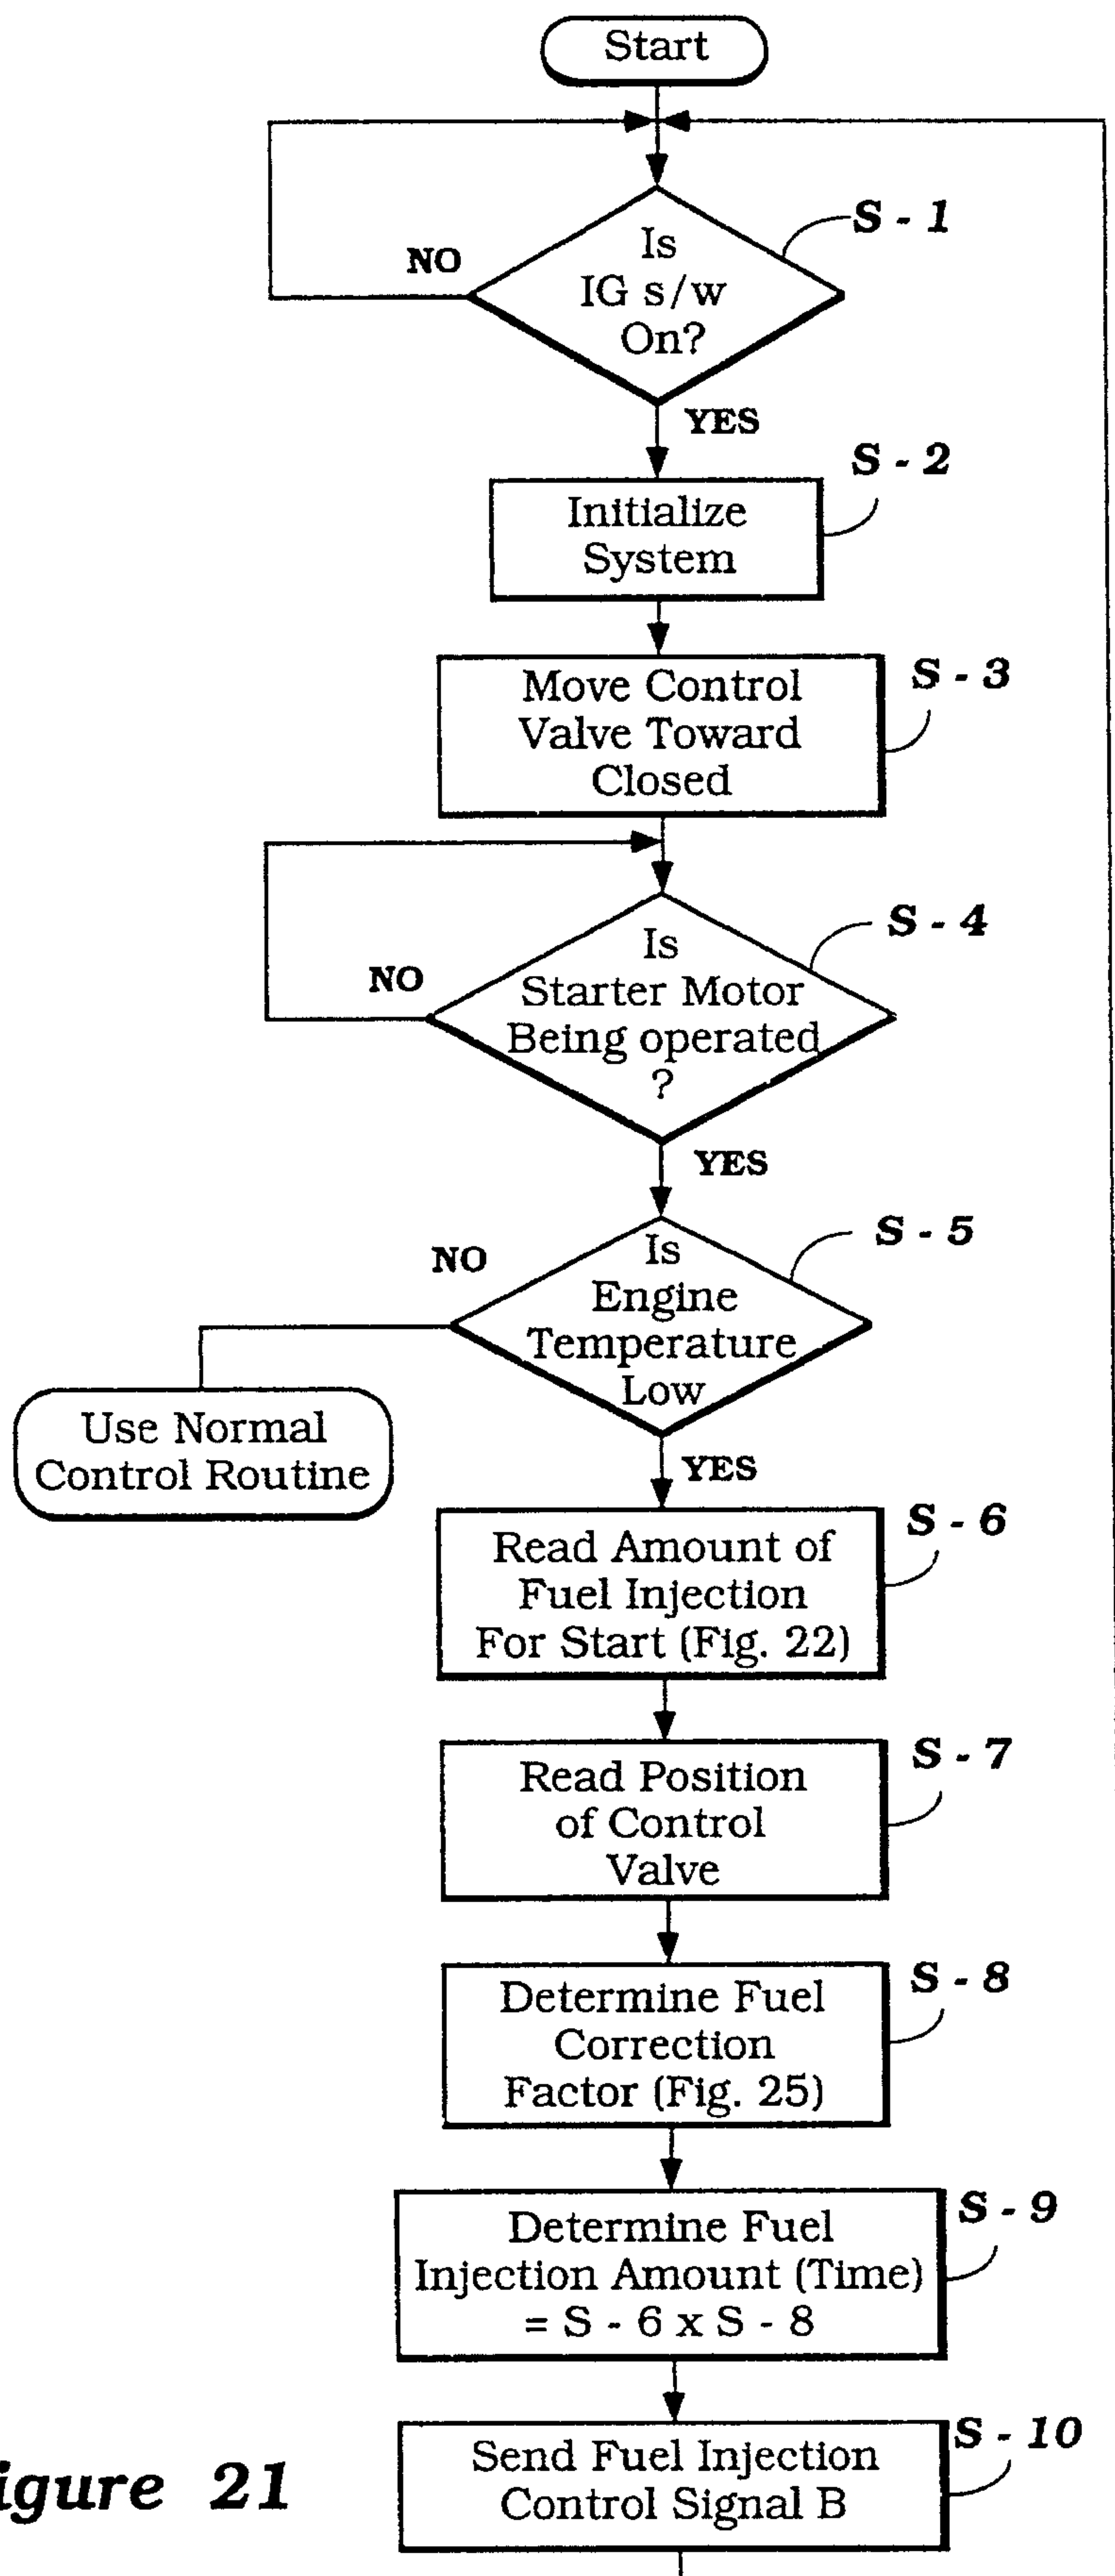 Start
S - 1
Is
IG s/w
On?
NO
YES
S - 2
Initialize
System
S - 3
Move Control
Valve Toward
Closed
S - 4
Is
Starter Motor
Being operated
?
NO
YES
S - 5
Is
Engine
Temperature
Low
NO
Use Normal
Control Routine
YES
S - 6
Read Amount of
Fuel Injection
For Start (Fig. 22)
S - 7
Read Position
of Control
Valve
S - 8
Determine Fuel
Correction
Factor (Fig. 25)
S - 9
Determine Fuel
Injection Amount (Time)
= S - 6 x S - 8
S - 10
Send Fuel Injection
Control Signal B
igure 21